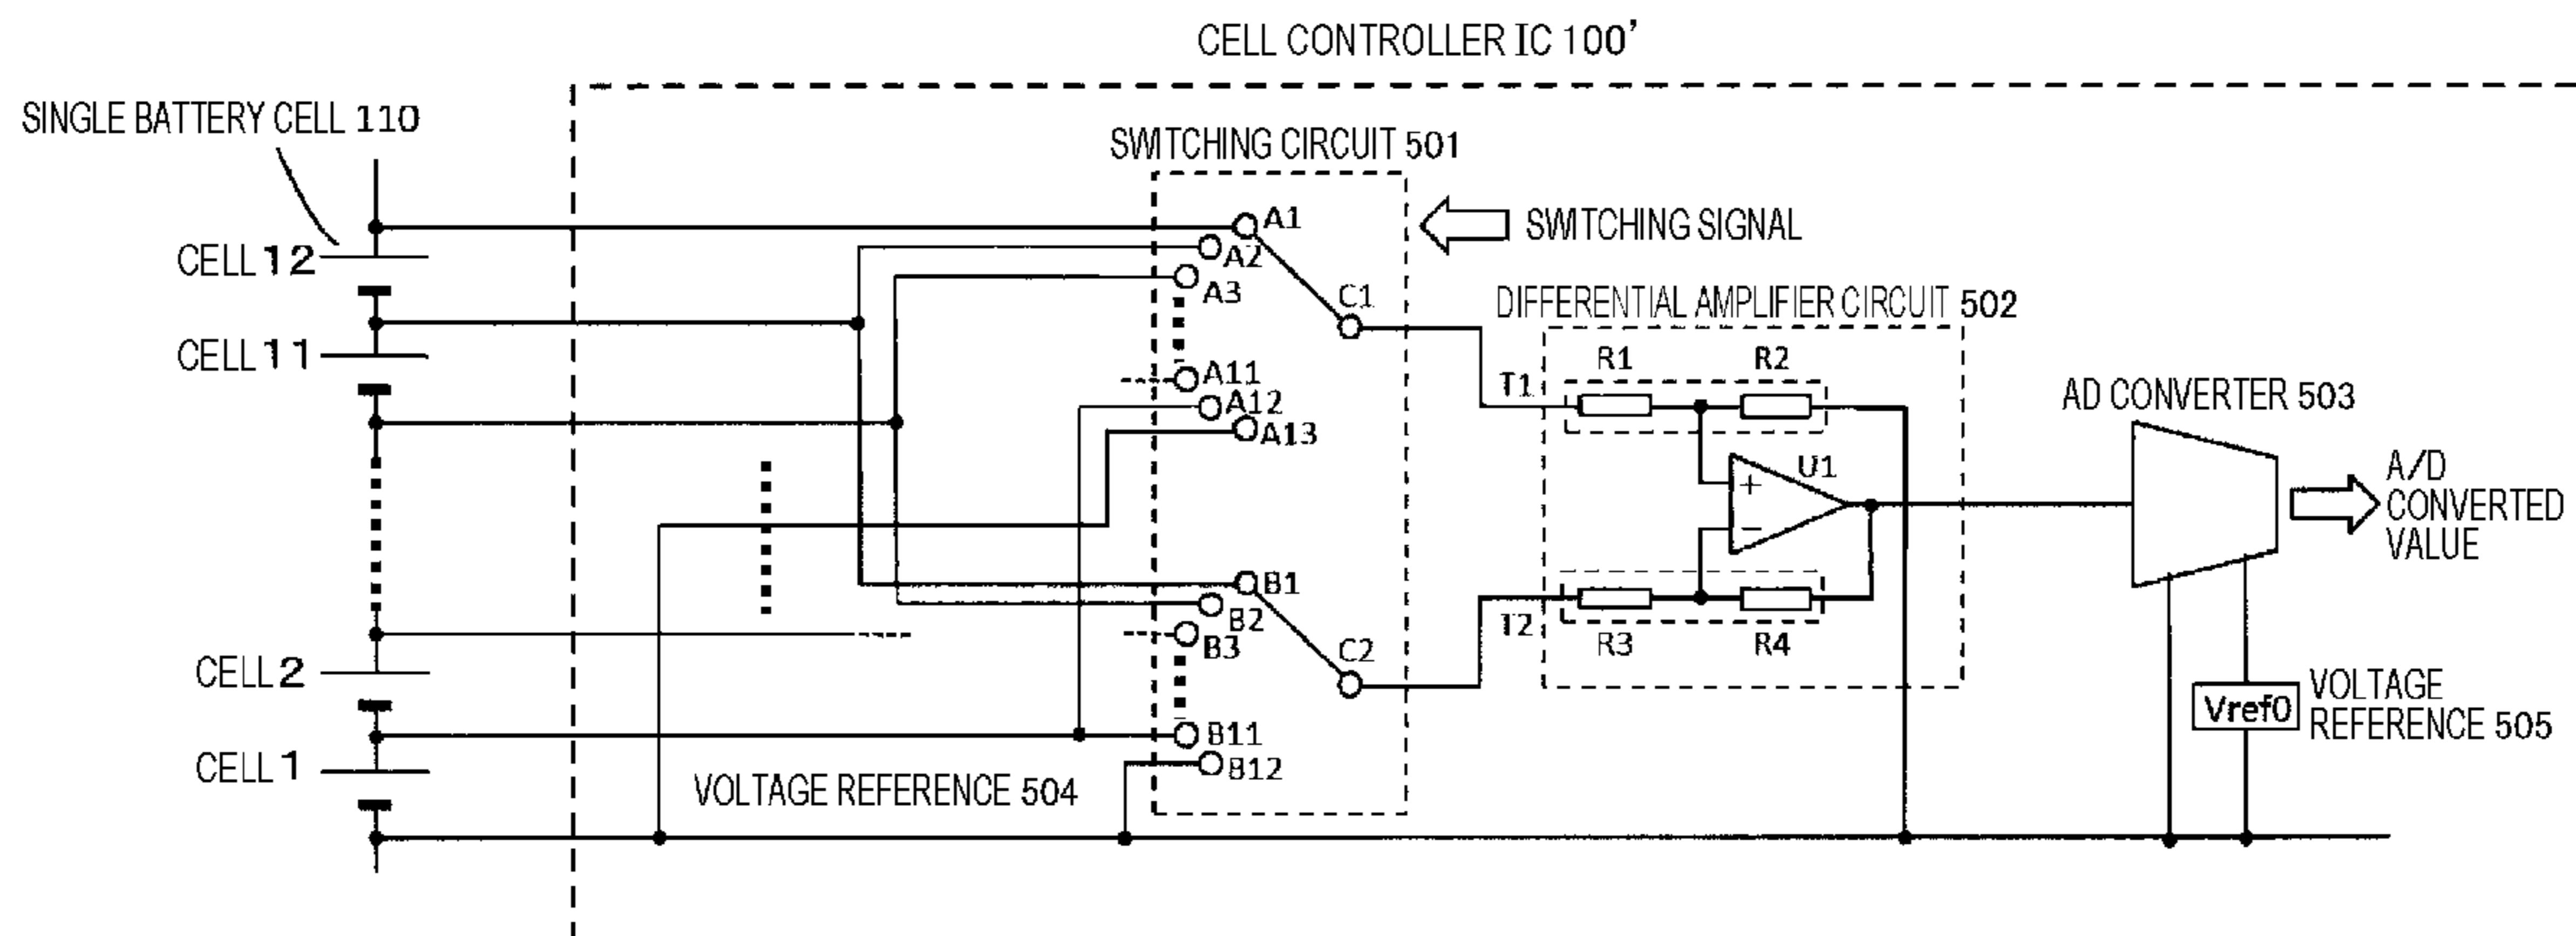 CELL CONTROLLER IC 100'
SINGLE BATTERY CELL 110
SWITCHING CIRCUIT 501
SWITCHING SIGNAL
CELL 12
CELL 11
CELL 2
CELL 1
A1
A2
A3
A11
A12
A13
C1
B1
B2
B3
B11
B12
C2
VOLTAGE REFERENCE 504
DIFFERENTIAL AMPLIFIER CIRCUIT 502
T1
R1
R2
U1
+
−
T2
R3
R4
AD CONVERTER 503
A/D
CONVERTED
VALUE
Vref0
VOLTAGE
REFERENCE 505